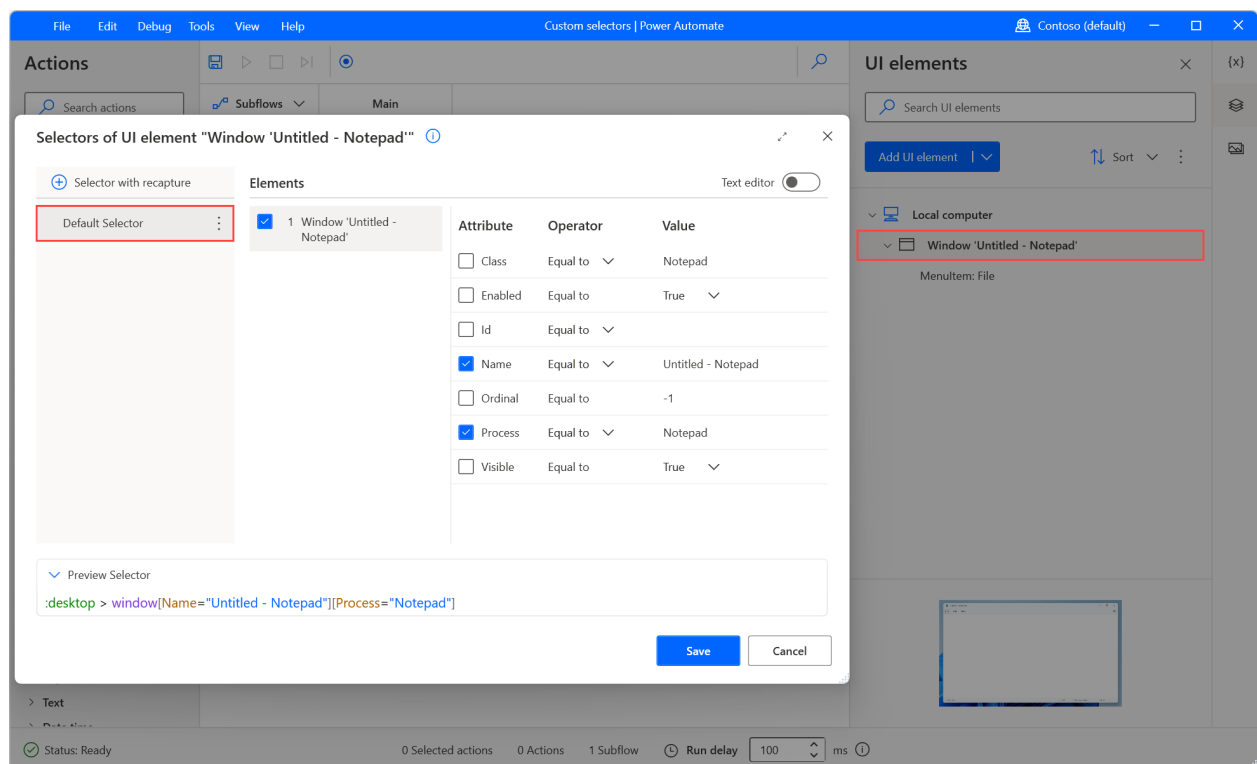 File Edit Debug Tools View Help Custom selectors | Power Automate Contoso (default)
Actions
Search actions
Subflows Main
UI elements
{x}
Search UI elements
Add UI element Sort
Local computer
Window 'Untitled - Notepad'
MenuItem: File
Selectors of UI element "Window 'Untitled - Notepad'"
Selector with recapture
Default Selector
Elements
Text editor
1 Window 'Untitled -
Notepad'
Attribute Operator Value
Class Equal to Notepad
Enabled Equal to True
Id Equal to
Name Equal to Untitled - Notepad
Ordinal Equal to -1
Process Equal to Notepad
Visible Equal to True
Preview Selector
:desktop > window[Name="Untitled - Notepad"][Process="Notepad"]
Save Cancel
Text
Status: Ready 0 Selected actions 0 Actions 1 Subflow Run delay 100 ms